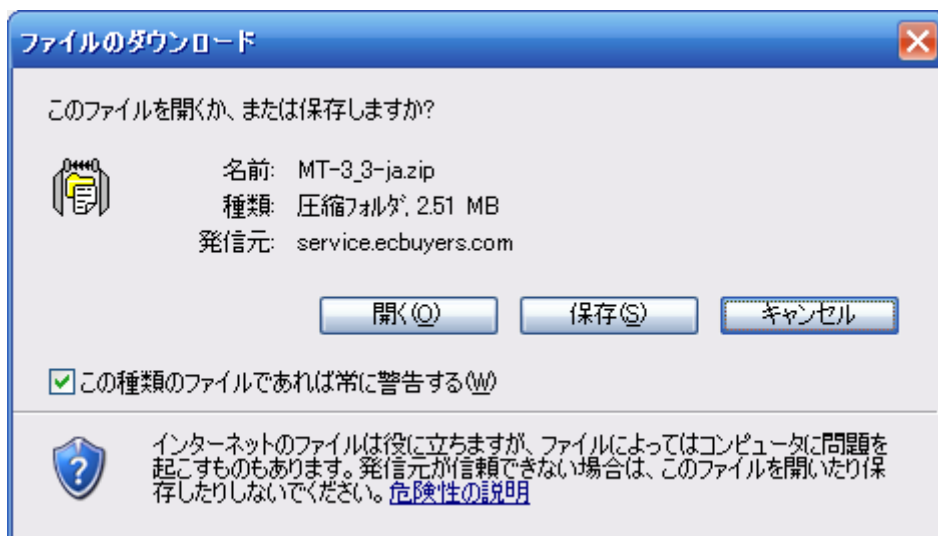 ファイルのダウンロード
このファイルを開くか、または保存しますか?
名前: MT-3_3-ja.zip
種類: 圧縮フォルダ, 2.51 MB
発信元: service.ecbuyers.com
開く(O) 保存(S) キャンセル
この種類のファイルであれば常に警告する(W)
インターネットのファイルは役に立ちますが、ファイルによってはコンピュータに問題を
起こすものもあります。発信元が信頼できない場合は、このファイルを開いたり保
存したりしないでください。危険性の説明